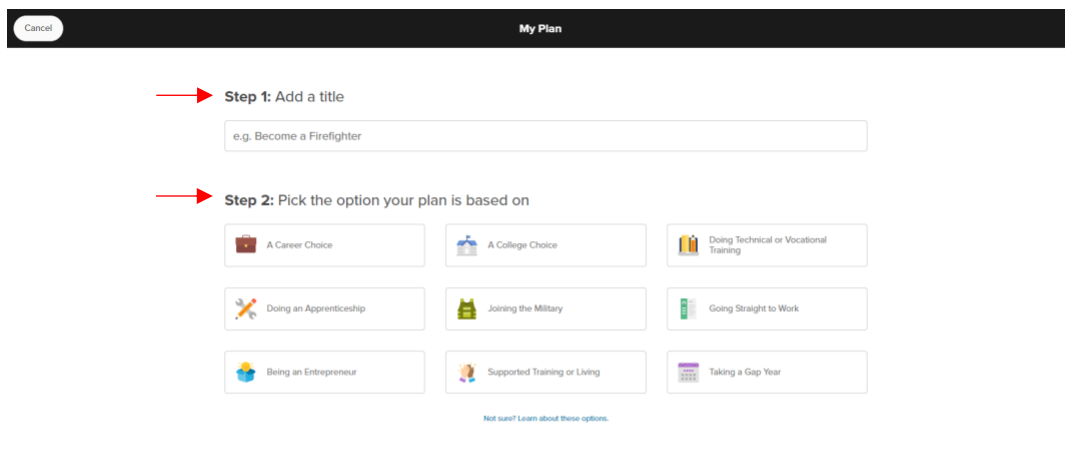 Cancel
My Plan
Step 1: Add a title
e.g. Become a Firefighter
Step 2: Pick the option your plan is based on
A Career Choice
A College Choice
Doing Technical or Vocational
Training
Doing an Apprenticeship
Joining the Military
Going Straight to Work
Being an Entrepreneur
Supported Training or Living
Taking a Gap Year
Not sure? Learn about these options.